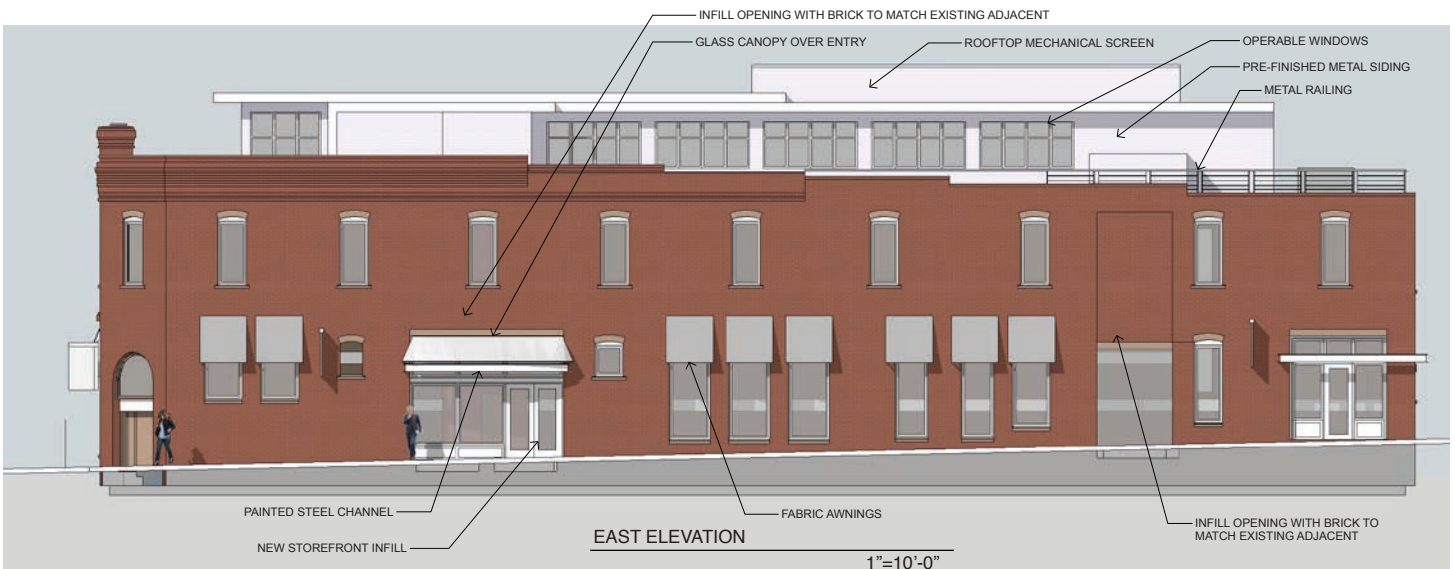 INFILL OPENING WITH BRICK TO MATCH EXISTING ADJACENT
GLASS CANOPY OVER ENTRY
ROOFTOP MECHANICAL SCREEN
OPERABLE WINDOWS
PRE-FINISHED METAL SIDING
METAL RAILING
PAINTED STEEL CHANNEL
FABRIC AWNINGS
NEW STOREFRONT INFILL
INFILL OPENING WITH BRICK TO
MATCH EXISTING ADJACENT
EAST ELEVATION
1"=10'-0"